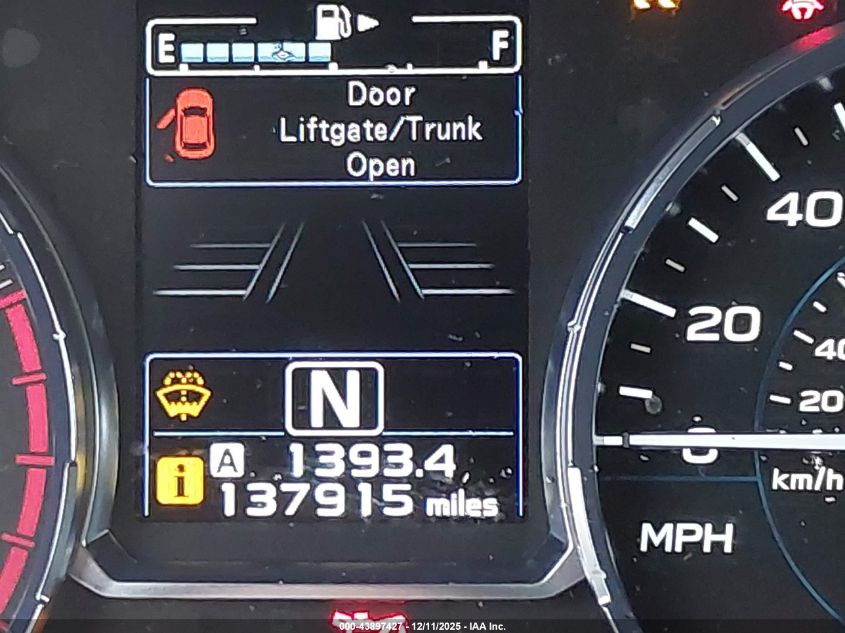 E F
Door
Liftgate/Trunk
Open
40
20
40
20
0
km/h
MPH
N
A 1393.4
i 137915 miles
000-43897427 - 12/11/2025 - IAA Inc.